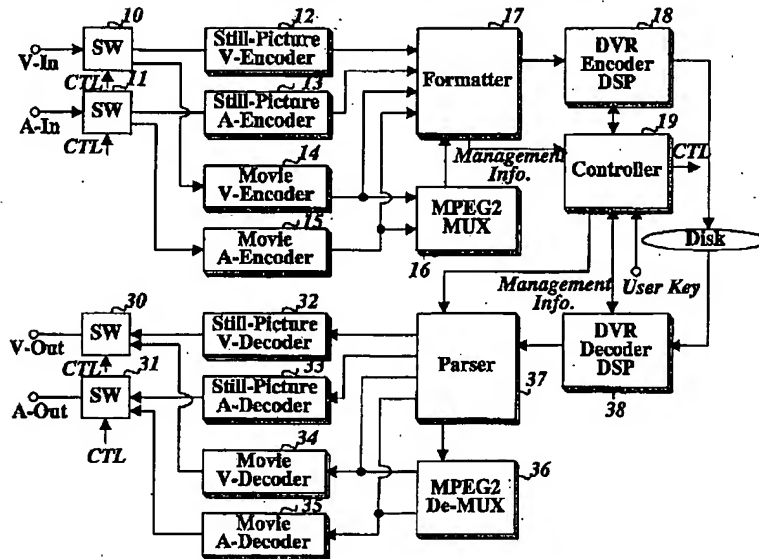 10
12
17
18
V-In
SW
Still-Picture
V-Encoder
Formatter
DVR
Encoder
DSP
CTL
11
13
A-In
SW
Still-Picture
A-Encoder
19
CTL
14
Management
Info.
Controller
CTL
Movie
V-Encoder
MPEG2
MUX
15
Movie
A-Encoder
16
Disk
Management
Info.
User Key
30
32
V-Out
SW
Still-Picture
V-Decoder
Parser
DVR
Decoder
DSP
CTL
31
33
A-Out
SW
Still-Picture
A-Decoder
37
38
CTL
34
Movie
V-Decoder
36
MPEG2
De-MUX
35
Movie
A-Decoder